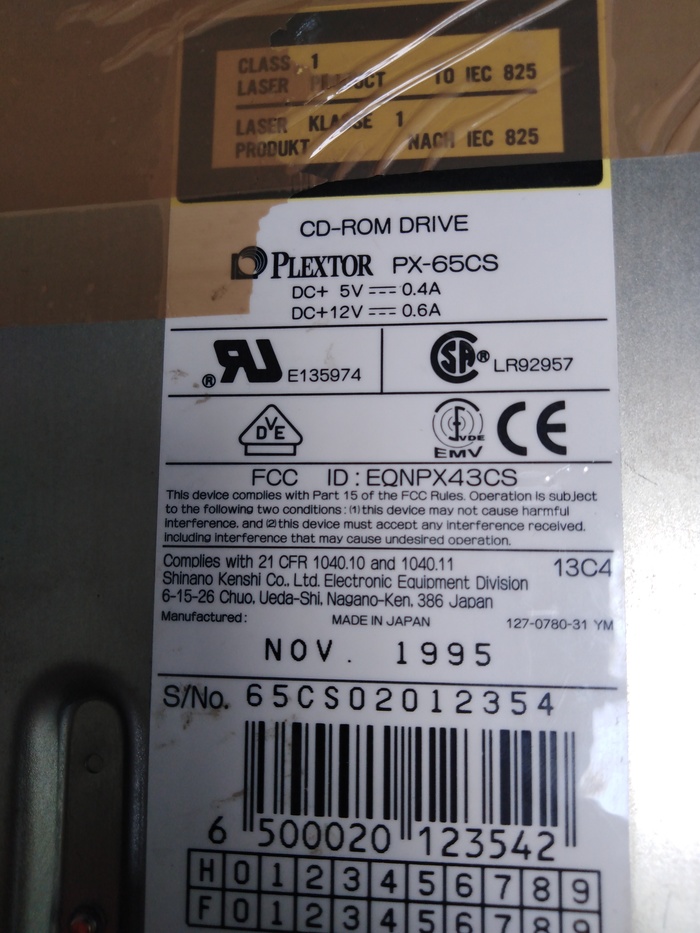 CLASS 1
LASER TO IEC 825
LASER KLASSE 1
PRODUKT NACH IEC 825
CD-ROM DRIVE
PLEXTOR PX-65CS
DC+ 5V ⎓ 0.4A
DC+12V ⎓ 0.6A
® E135974
SA ® LR92957
DVE
VDE
EMV
CE
FCC ID : EQNPX43CS
This device complies with Part 15 of the FCC Rules. Operation is subject
to the following two conditions : (1) this device may not cause harmful
interference. and (2) this device must accept any interference received.
including interference that may cause undesired operation.
Complies with 21 CFR 1040.10 and 1040.11 13C4
Shinano Kenshi Co., Ltd. Electronic Equipment Division
6-15-26 Chuo, Ueda-Shi, Nagano-Ken, 386 Japan
Manufactured : MADE IN JAPAN 127-0780-31 YM
NOV. 1995
S/No. 65CS02012354
6 500020 123542
H 0 1 2 3 4 5 6 7 8 9
F 0 1 2 3 4 5 6 7 8 9